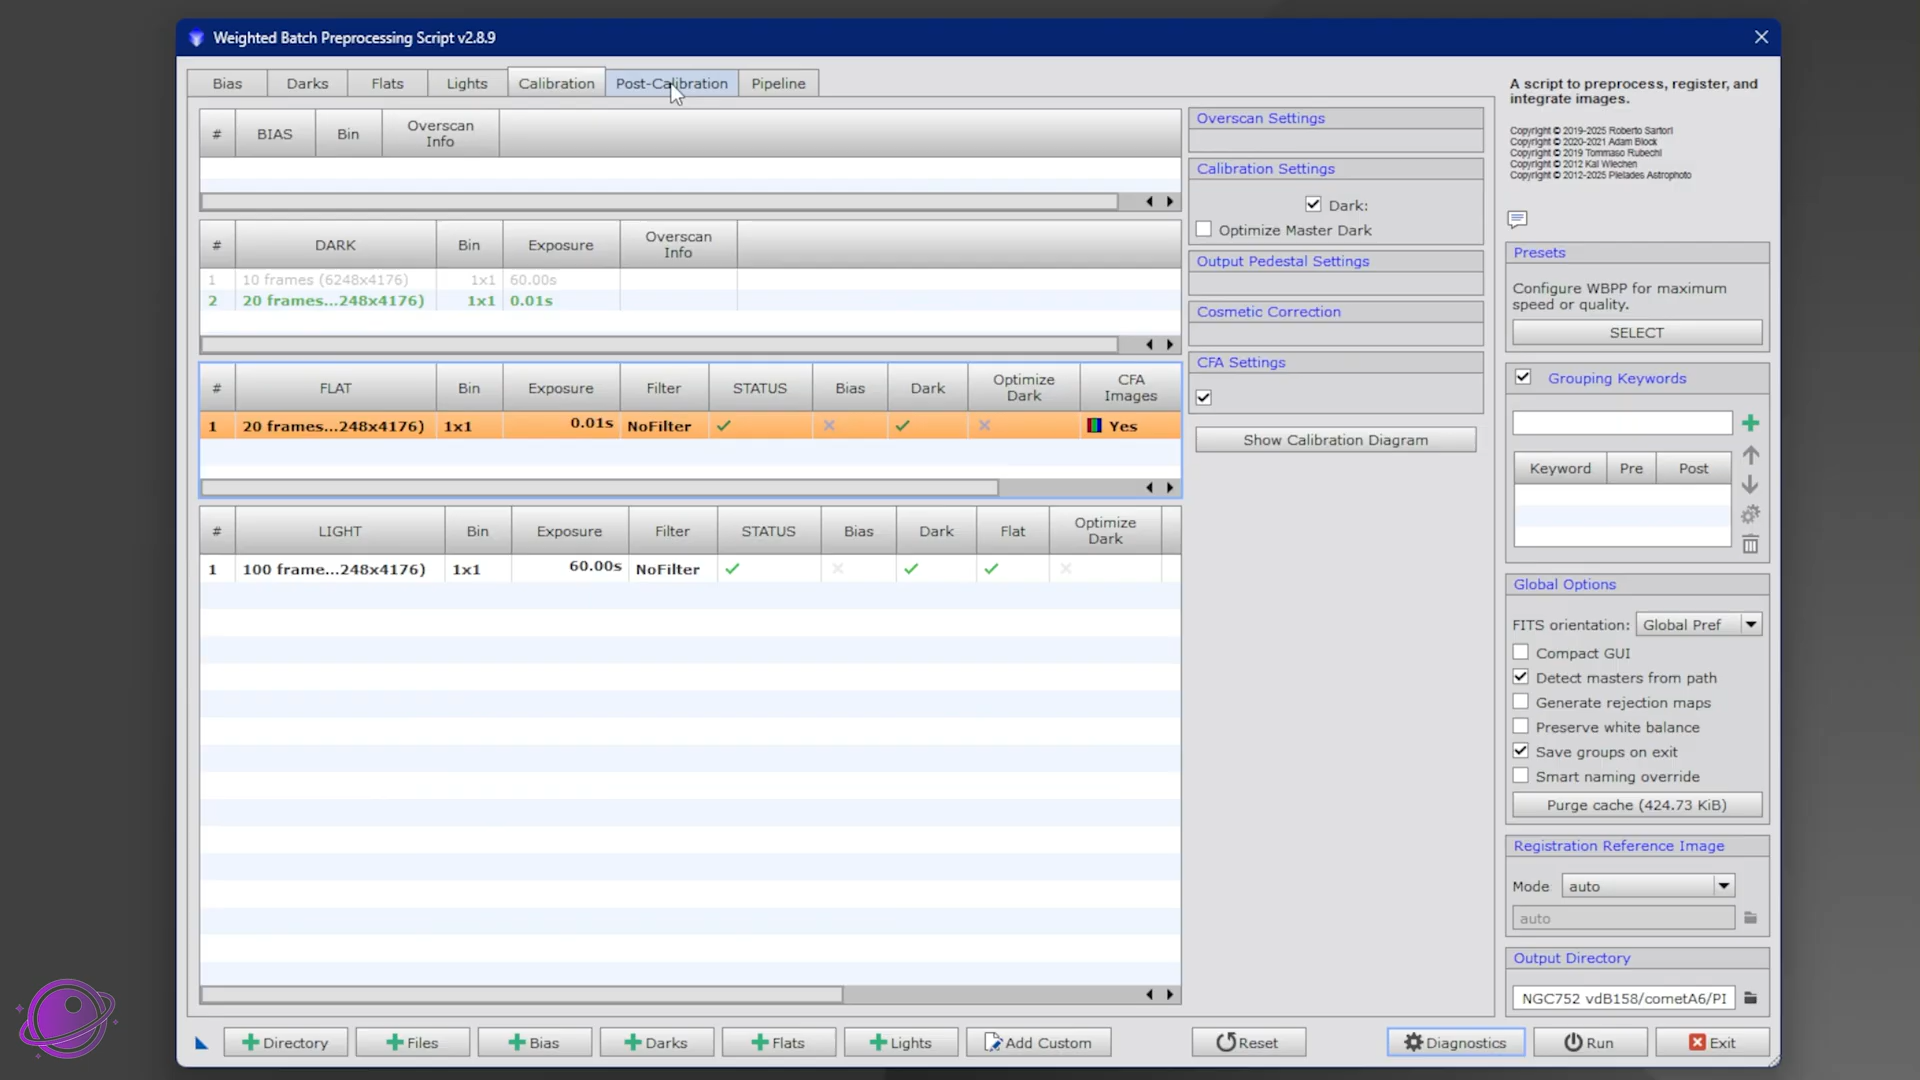 Weighted Batch Preprocessing Script v2.8.9
Bias Darks Flats Lights Calibration Post-Calibration Pipeline
# BIAS Bin Overscan Info
# DARK Bin Exposure Overscan Info
1 10 frames (6248x4176) 1x1 60.00s
2 20 frames...248x4176) 1x1 0.01s
# FLAT Bin Exposure Filter STATUS Bias Dark Optimize Dark CFA Images
1 20 frames...248x4176) 1x1 0.01s NoFilter Yes
# LIGHT Bin Exposure Filter STATUS Bias Dark Flat Optimize Dark
1 100 frame...248x4176) 1x1 60.00s NoFilter
Overscan Settings
Calibration Settings
Dark:
Optimize Master Dark
Output Pedestal Settings
Cosmetic Correction
CFA Settings
Show Calibration Diagram
A script to preprocess, register, and
integrate images.
Copyright © 2019-2025 Roberto Sartori
Copyright © 2020-2021 Adam Block
Copyright © 2019 Tommaso Rubechi
Copyright © 2012 Kai Wiechen
Copyright © 2012-2025 Pleiades Astrophoto
Presets
Configure WBPP for maximum
speed or quality.
SELECT
Grouping Keywords
Keyword Pre Post
Global Options
FITS orientation: Global Pref
Compact GUI
Detect masters from path
Generate rejection maps
Preserve white balance
Save groups on exit
Smart naming override
Purge cache (424.73 KiB)
Registration Reference Image
Mode auto
auto
Output Directory
NGC752 vdB158/cometA6/PI
Directory Files Bias Darks Flats Lights Add Custom Reset Diagnostics Run Exit